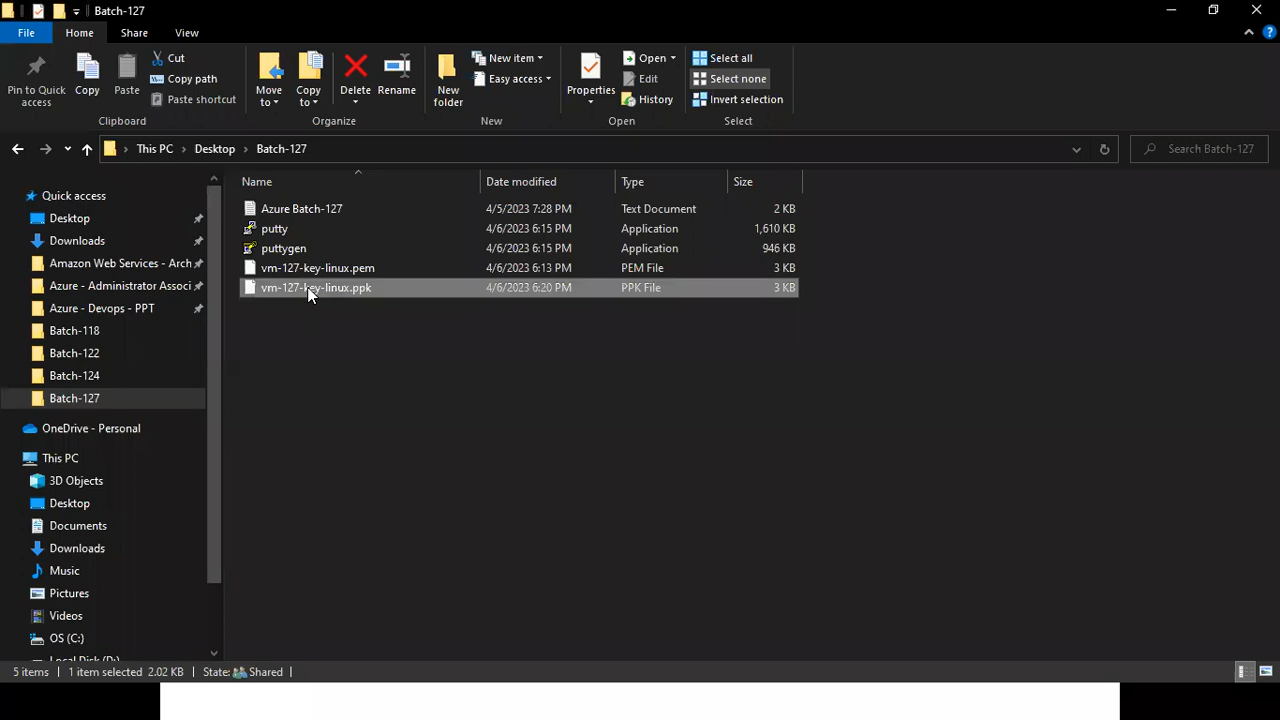 Batch-127
File Home Share View
Pin to Quick access
Copy
Paste
Cut
Copy path
Paste shortcut
Clipboard
Move to
Copy to
Delete
Rename
Organize
New folder
New item
Easy access
New
Properties
Open
Edit
History
Open
Select all
Select none
Invert selection
Select
This PC > Desktop > Batch-127
Search Batch-127
Name Date modified Type Size
Azure Batch-127 4/5/2023 7:28 PM Text Document 2 KB
putty 4/6/2023 6:15 PM Application 1,610 KB
puttygen 4/6/2023 6:15 PM Application 946 KB
vm-127-key-linux.pem 4/6/2023 6:13 PM PEM File 3 KB
vm-127-key-linux.ppk 4/6/2023 6:20 PM PPK File 3 KB
Quick access
Desktop
Downloads
Amazon Web Services - Arch
Azure - Administrator Associ
Azure - Devops - PPT
Batch-118
Batch-122
Batch-124
Batch-127
OneDrive - Personal
This PC
3D Objects
Desktop
Documents
Downloads
Music
Pictures
Videos
OS (C:)
Local Disk (D:)
5 items 1 item selected 2.02 KB State: Shared